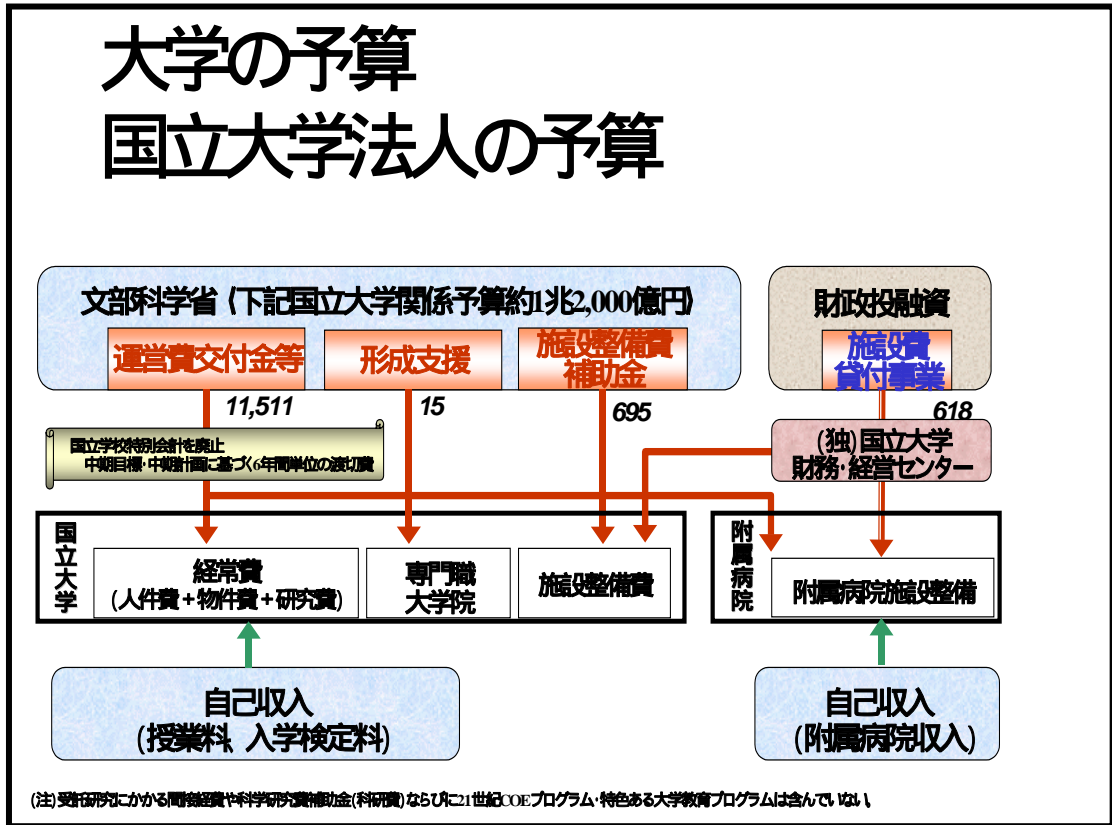 大学の予算
国立大学法人の予算
文部科学省（下記国立大学関係予算約1兆2,000億円）
財政投融資
運営費交付金等
形成支援
施設整備費
補助金
施設費
貸付事業
11,511
15
695
618
国立学校特別会計を廃止
中期目標・中期計画に基づく6年間単位の渡切費
(独)国立大学
財務・経営センター
国立大学
経常費
(人件費+物件費+研究費)
専門職
大学院
施設整備費
附属病院
附属病院施設整備
自己収入
(授業料、入学検定料)
自己収入
(附属病院収入)
(注)受託研究にかかる間接経費や科学研究費補助金(科研費)ならびに21世紀COEプログラム・特色ある大学教育プログラムは含んでいない。